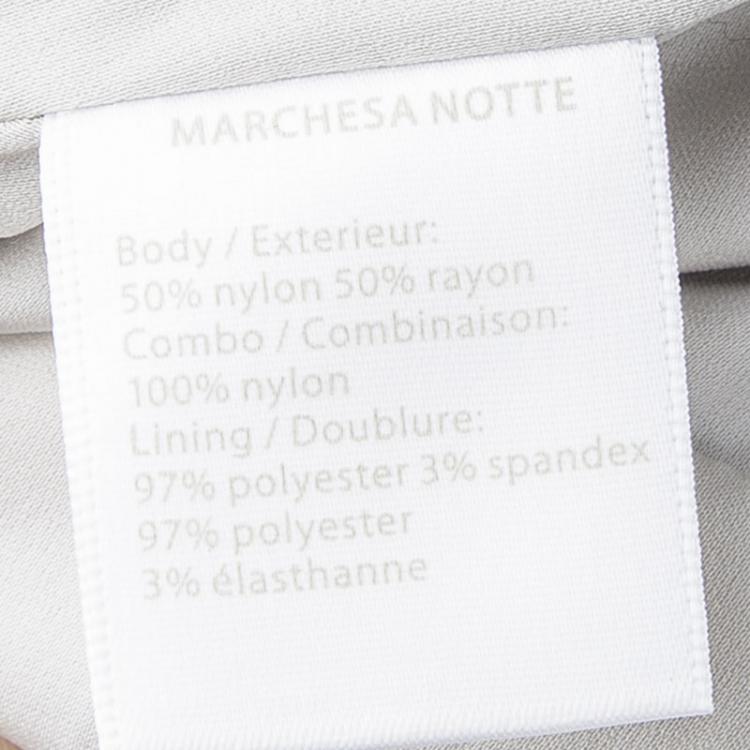 MARCHESA NOTTE
Body / Exterieur:
50% nylon 50% rayon
Combo / Combinaison:
100% nylon
Lining / Doublure:
97% polyester 3% spandex
97% polyester
3% élasthanne